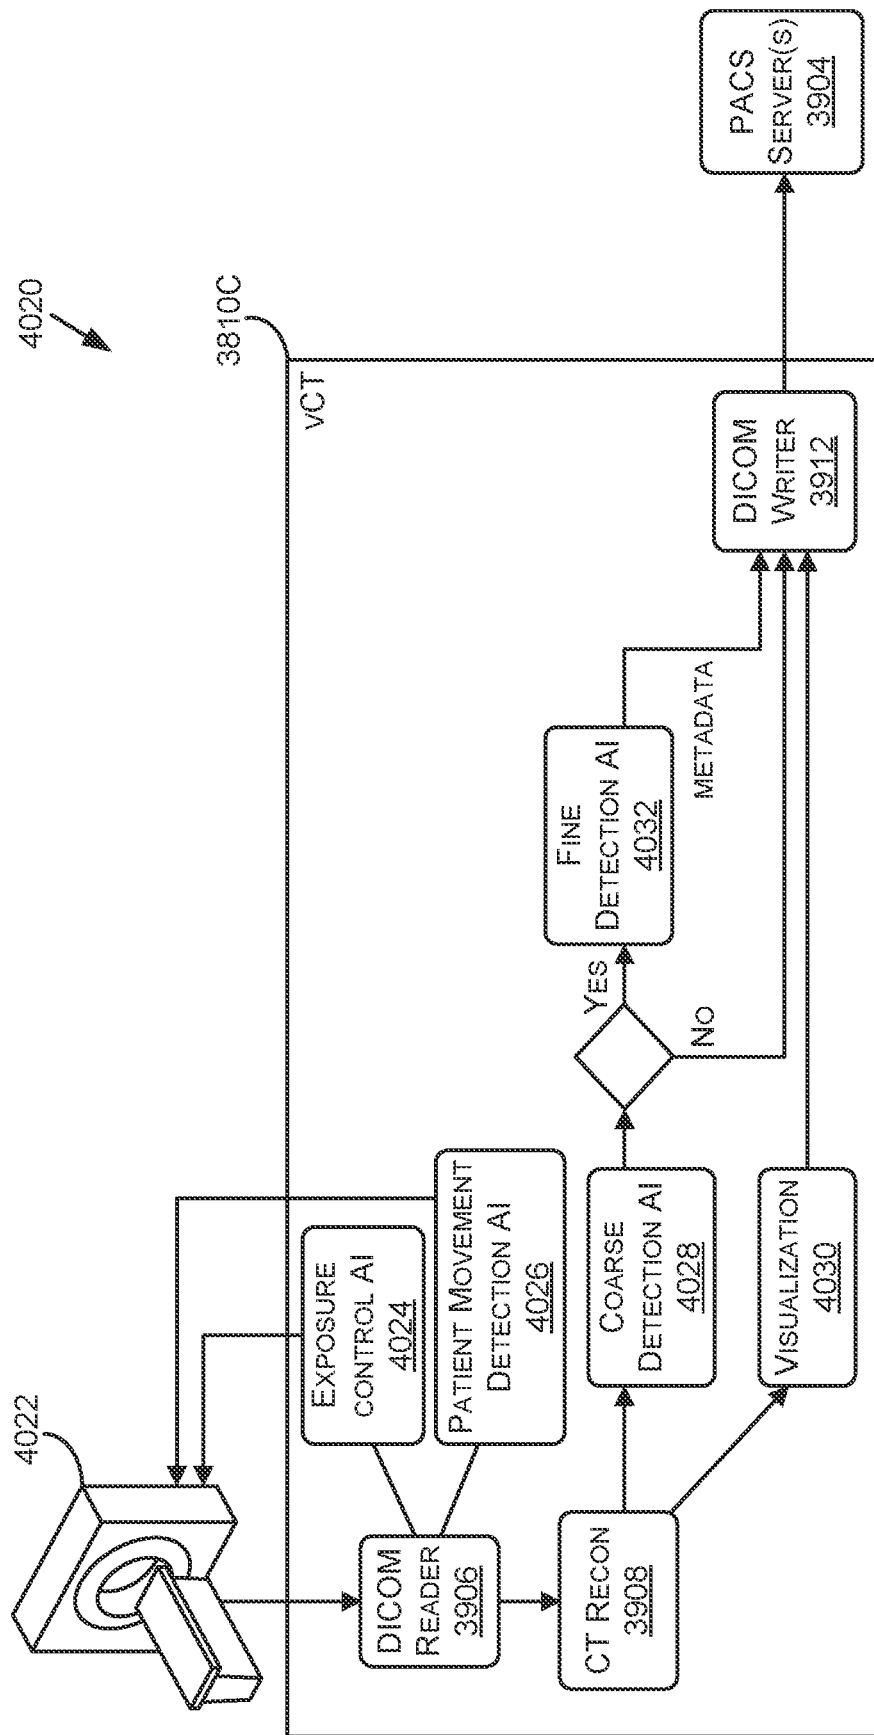 4020
4022
3810C
vCT
EXPOSURE
CONTROL AI
4024
PATIENT MOVEMENT
DETECTION AI
4026
DICOM
READER
3906
CT RECON
3908
COARSE
DETECTION AI
4028
VISUALIZATION
4030
YES
NO
FINE
DETECTION AI
4032
METADATA
DICOM
WRITER
3912
PACS
SERVER(S)
3904